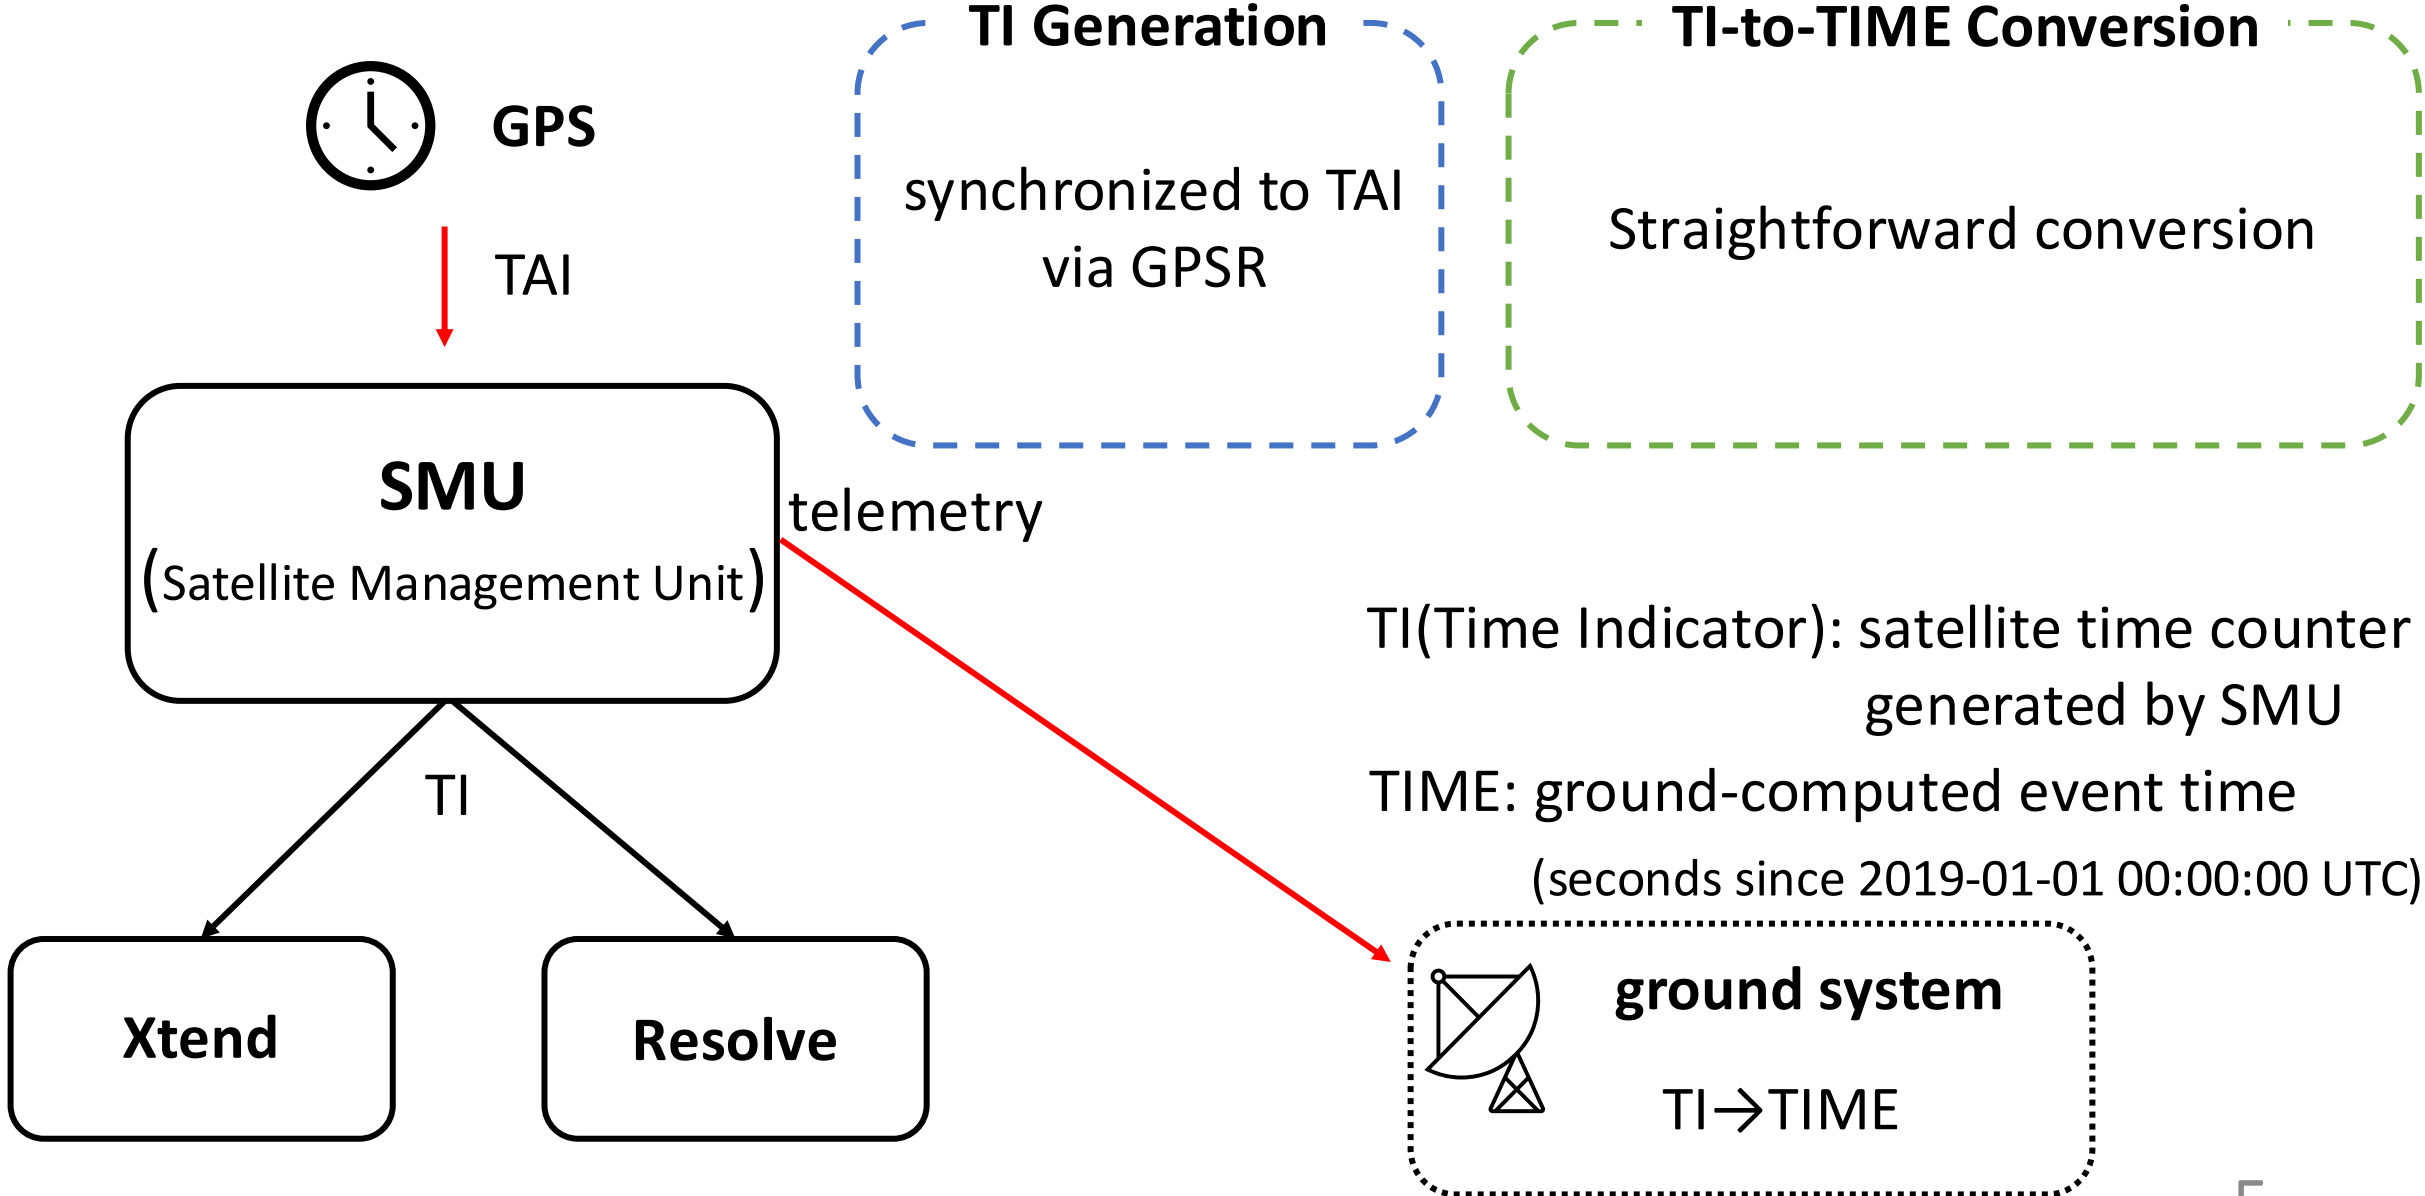 TI Generation
TI-to-TIME Conversion
GPS
synchronized to TAI
via GPSR
Straightforward conversion
TAI
SMU
(Satellite Management Unit)
telemetry
TI(Time Indicator): satellite time counter
generated by SMU
TI
TIME: ground-computed event time
(seconds since 2019-01-01 00:00:00 UTC)
Xtend
Resolve
ground system
TI→TIME